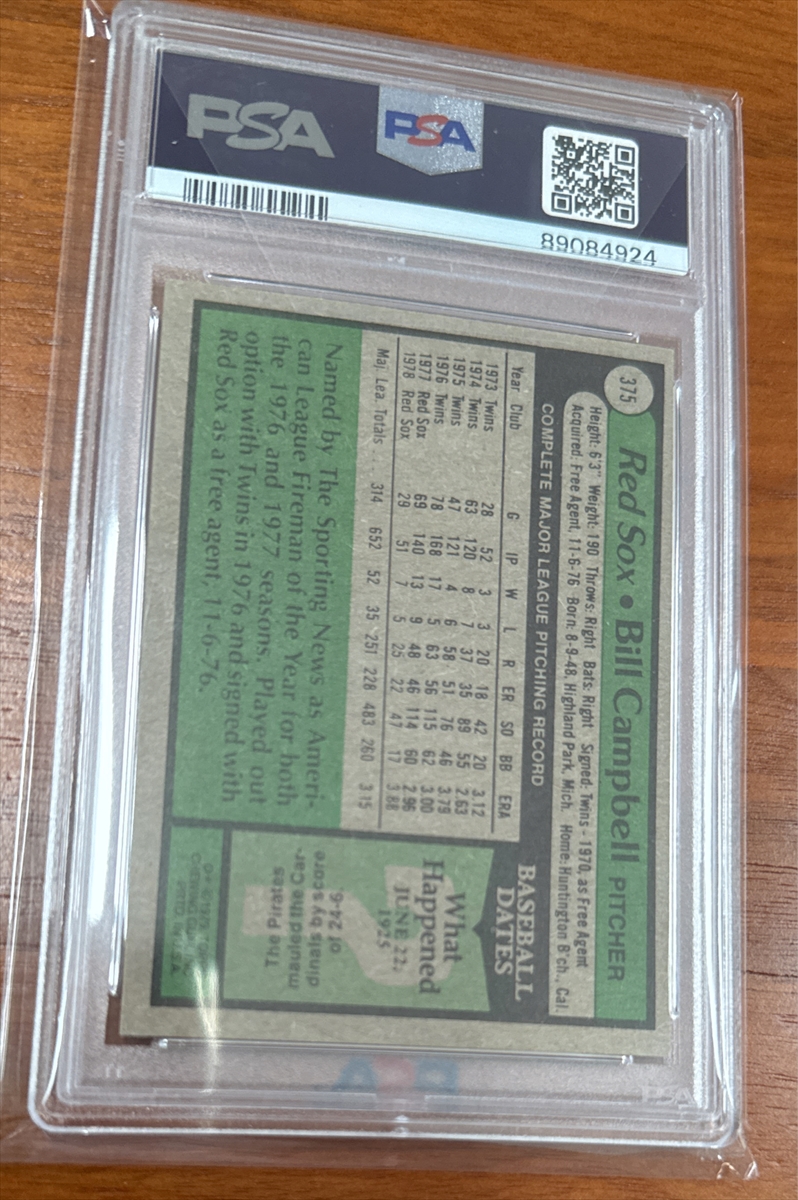 PSA
PSA
89084924
375
Red Sox • Bill Campbell PITCHER
Height: 6'3" Weight: 190 Throws: Right Bats: Right Signed: Twins - 1970, as Free Agent
Acquired: Free Agent, 11-6-76 Born: 8-9-48, Highland Park, Mich. Home: Huntington B'ch., Cal.
COMPLETE MAJOR LEAGUE PITCHING RECORD
Year Club G IP W L R ER SO BB ERA
1973 Twins 28 52 3 3 20 18 42 20 3.12
1974 Twins 63 120 8 7 37 35 89 55 2.63
1975 Twins 47 121 4 6 58 51 76 46 3.79
1976 Twins 78 168 17 5 63 56 115 62 3.00
1977 Red Sox 69 140 13 9 48 46 114 60 2.96
1978 Red Sox 29 51 7 5 25 22 47 17 3.88
Maj. Lea. Totals . . . 314 652 52 35 251 228 483 260 3.15
Named by The Sporting News as Ameri-
can League Fireman of the Year for both
the 1976 and 1977 seasons. Played out
option with Twins in 1976 and signed with
Red Sox as a free agent, 11-6-76.
BASEBALL
DATES
What
Happened
JUNE 22,
1925
?
The Pirates
mauled the Car-
dinals by score
of 24-6.
PSA
PSA